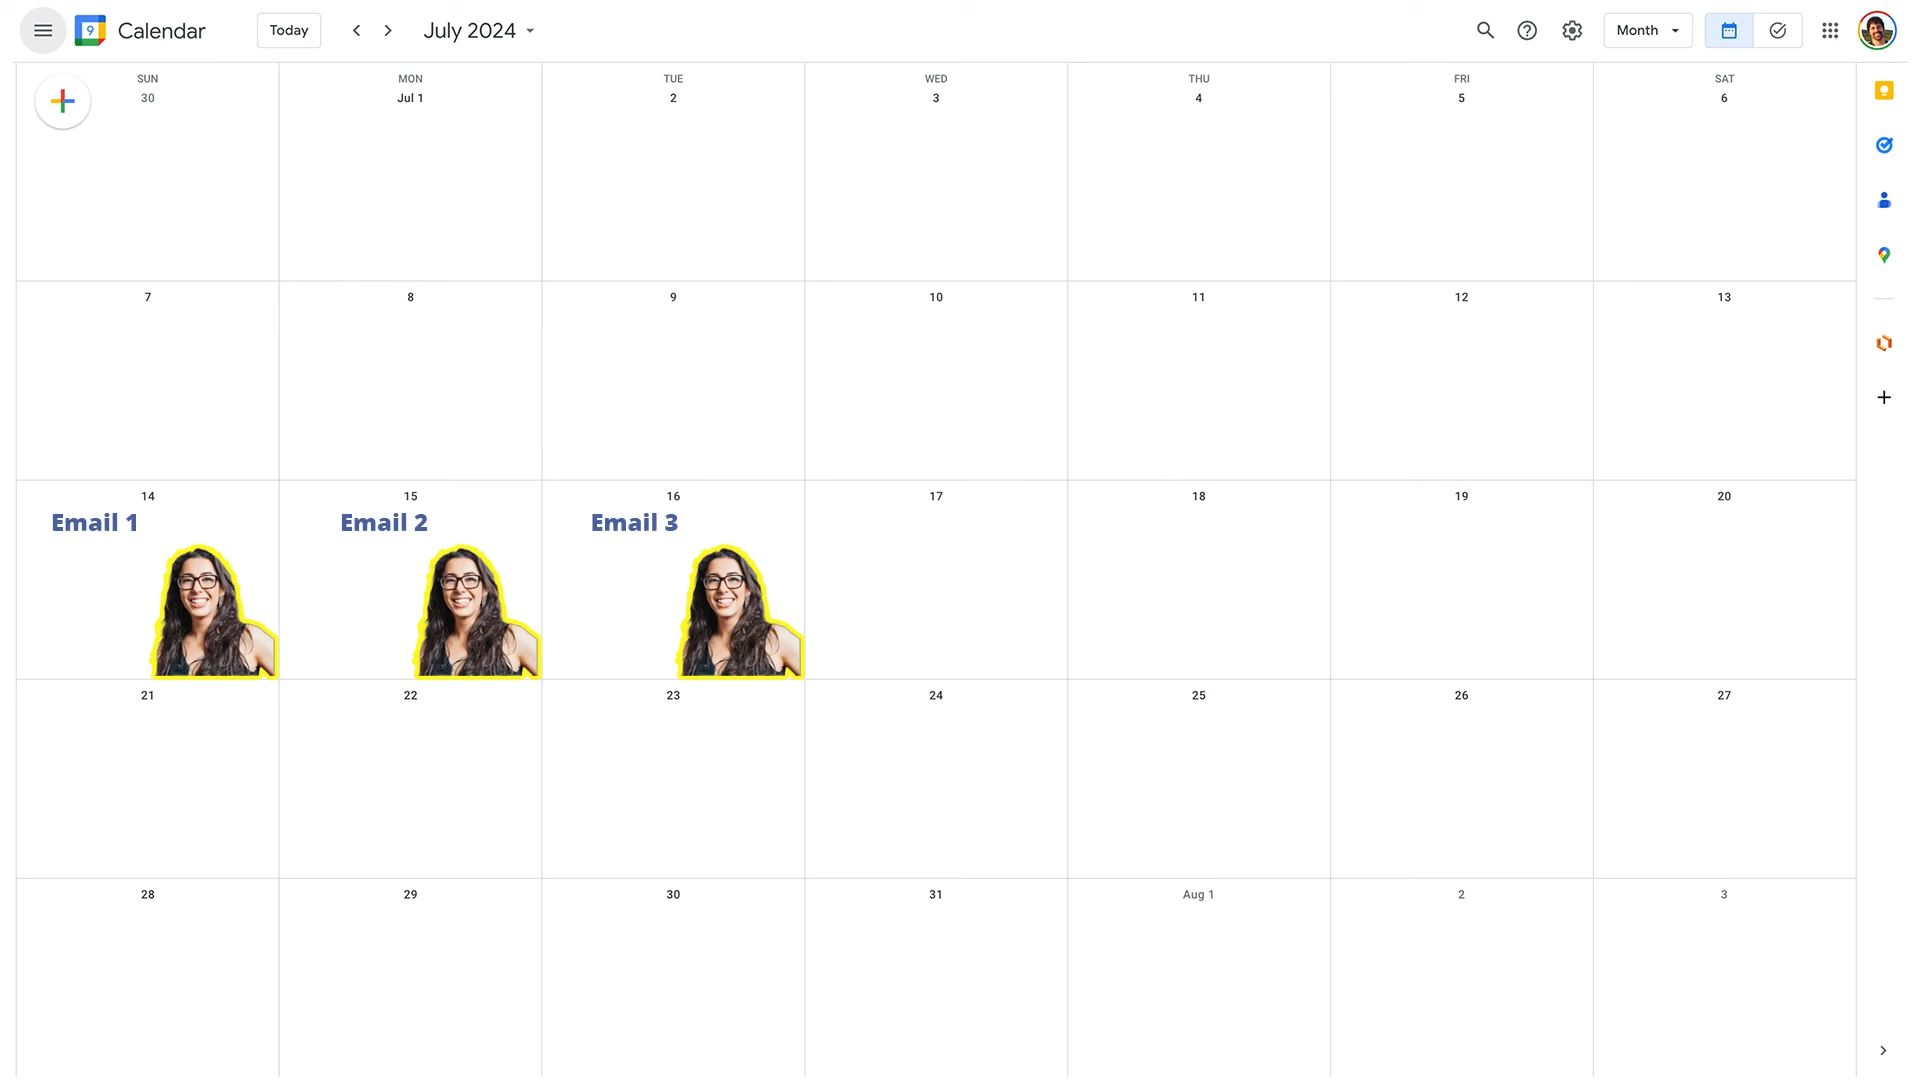 9 Calendar Today July 2024 Month
SUN MON TUE WED THU FRI SAT
30 Jul 1 2 3 4 5 6
7 8 9 10 11 12 13
14 15 16 17 18 19 20
Email 1 Email 2 Email 3
21 22 23 24 25 26 27
28 29 30 31 Aug 1 2 3